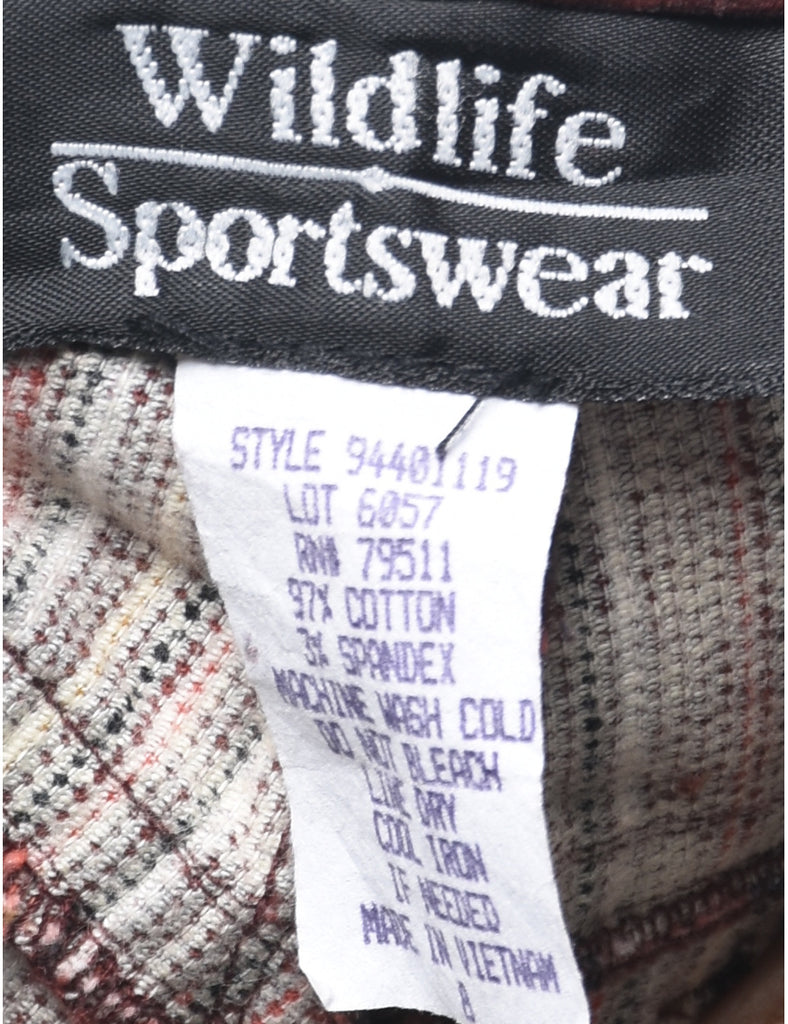 Wildlife
Sportswear
STYLE 94401119
LOT 6057
RN# 79511
97% COTTON
3% SPANDEX
MACHINE WASH COLD
DO NOT BLEACH
LINE DRY
COOL IRON
IF NEEDED
MADE IN VIETNAM
8